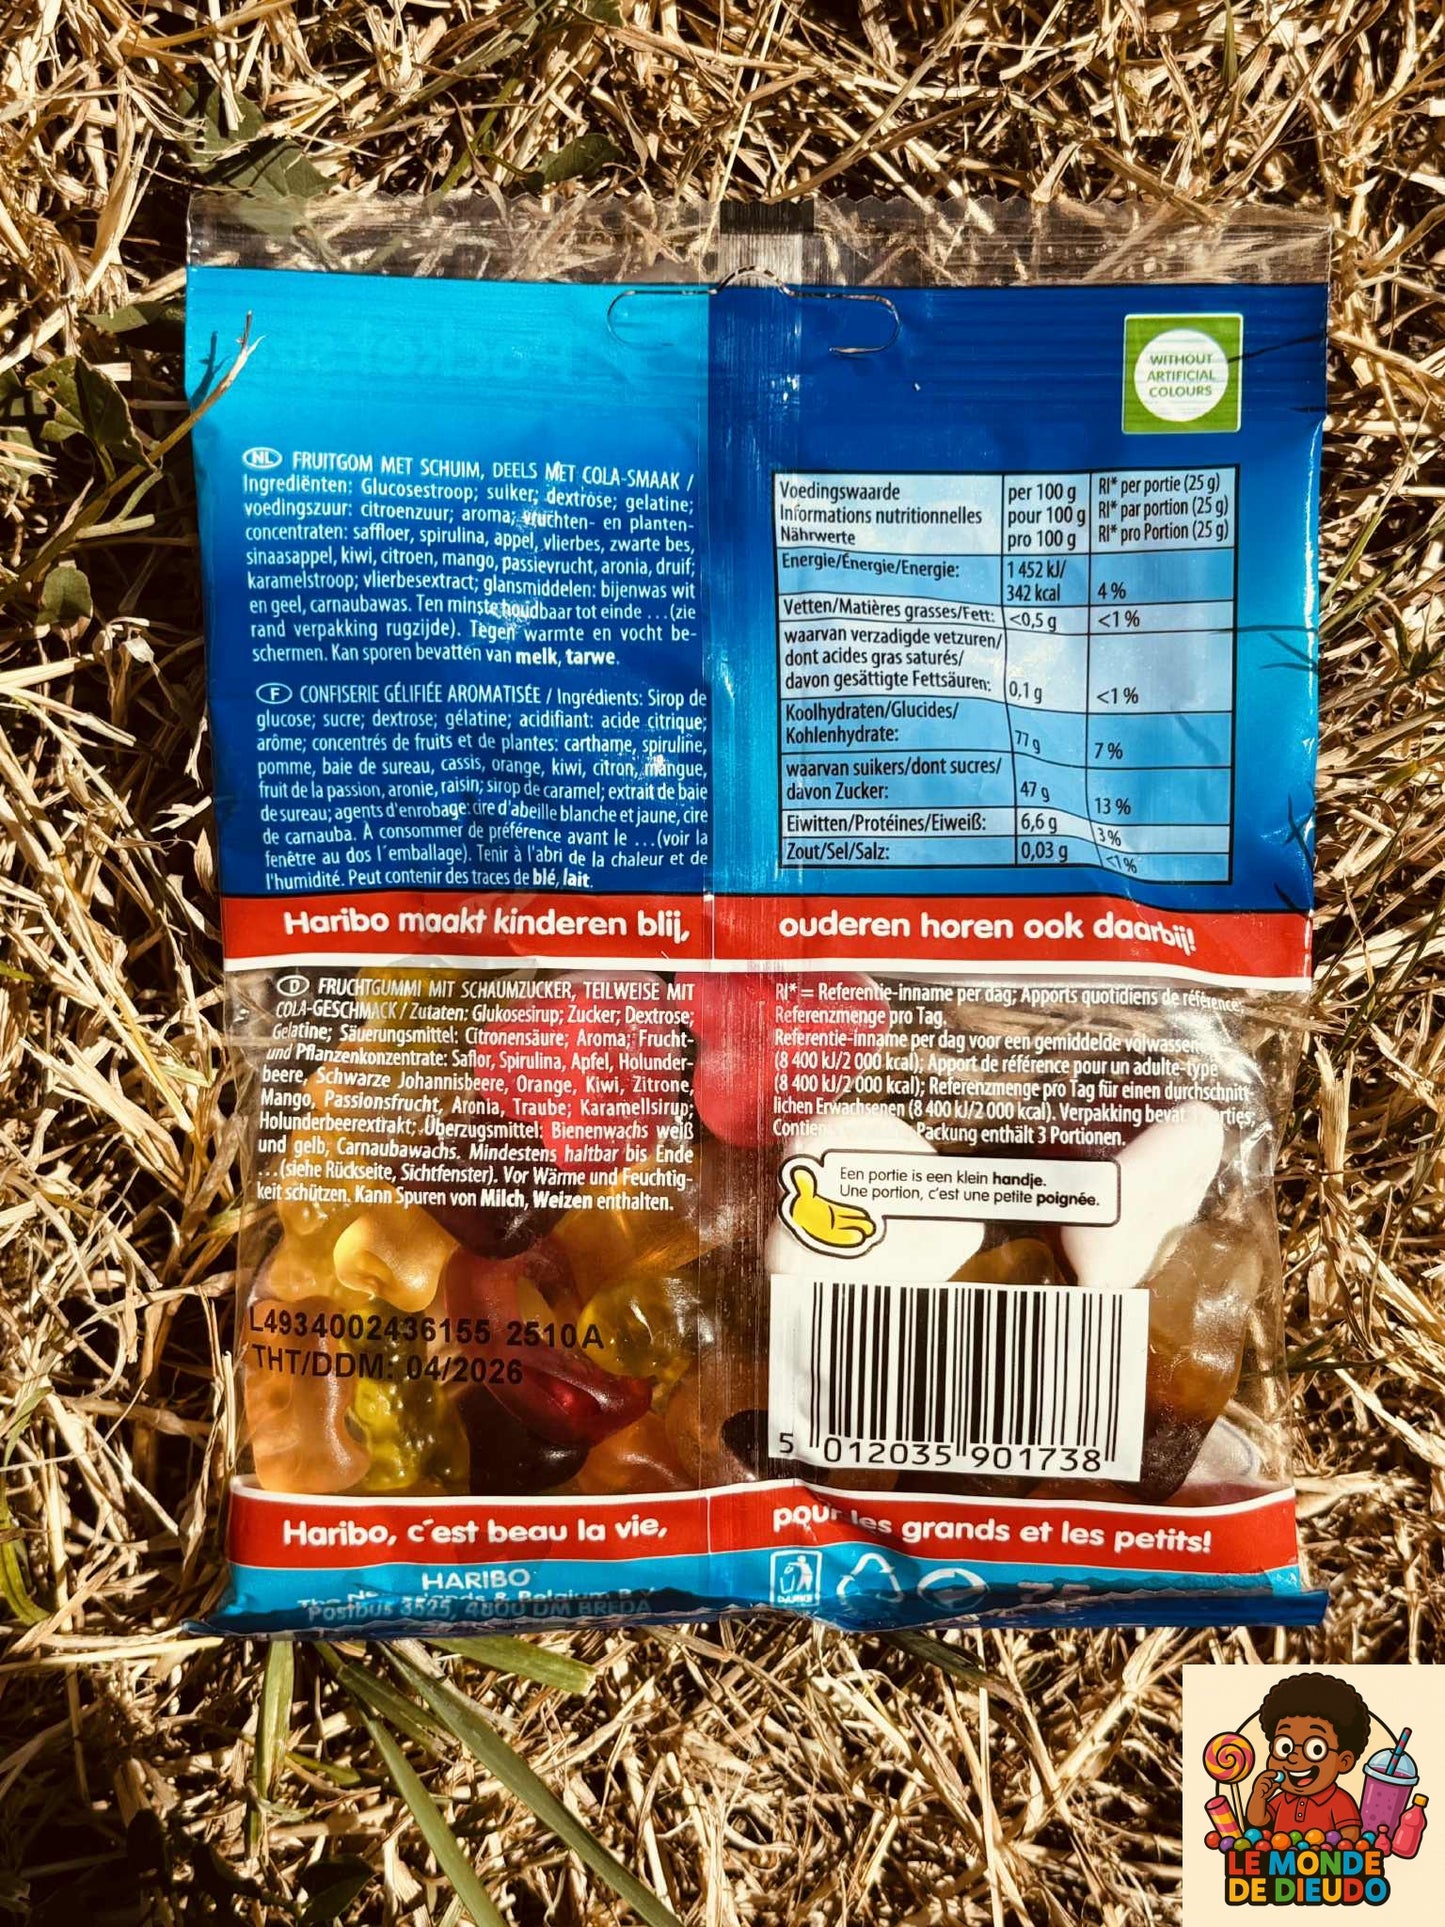 WITHOUT
ARTIFICIAL
COLOURS
NL FRUITGOM MET SCHUIM, DEELS MET COLA-SMAAK /
Ingrediënten: Glucosestroop; suiker; dextrose; gelatine;
voedingszuur: citroenzuur; aroma; vruchten- en planten-
concentraten: saffloer, spirulina, appel, vlierbes, zwarte bes,
sinaasappel, kiwi, citroen, mango, passievrucht, aronia, druif;
karamelstroop; vlierbesextract; glansmiddelen: bijenwas wit
en geel, carnaubawas. Ten minste houdbaar tot einde ...(zie
rand verpakking rugzijde). Tegen warmte en vocht be-
schermen. Kan sporen bevatten van melk, tarwe.
F CONFISERIE GÉLIFIÉE AROMATISÉE / Ingrédients: Sirop de
glucose; sucre; dextrose; gélatine; acidifiant: acide citrique;
arôme; concentrés de fruits et de plantes: carthame, spiruline,
pomme, baie de sureau, cassis, orange, kiwi, citron, mangue,
fruit de la passion, aronie, raisin; sirop de caramel; extrait de baie
de sureau; agents d'enrobage: cire d'abeille blanche et jaune, cire
de carnauba. À consommer de préférence avant le ...(voir la
fenêtre au dos l´emballage). Tenir à l'abri de la chaleur et de
l'humidité. Peut contenir des traces de blé, lait.
Voedingswaarde per 100 g RI* per portie (25 g)
Informations nutritionnelles pour 100 g RI* par portion (25 g)
Nährwerte pro 100 g RI* pro Portion (25 g)
Energie/Énergie/Energie: 1 452 kJ/
342 kcal 4 %
Vetten/Matières grasses/Fett: <0,5 g <1 %
waarvan verzadigde vetzuren/
dont acides gras saturés/
davon gesättigte Fettsäuren: 0,1 g <1 %
Koolhydraten/Glucides/
Kohlenhydrate: 77 g 7 %
waarvan suikers/dont sucres/
davon Zucker: 47 g 13 %
Eiwitten/Protéines/Eiweiß: 6,6 g 3 %
Zout/Sel/Salz: 0,03 g <1 %
Haribo maakt kinderen blij, ouderen horen ook daarbij!
D FRUCHTGUMMI MIT SCHAUMZUCKER, TEILWEISE MIT
COLA-GESCHMACK / Zutaten: Glukosesirup; Zucker; Dextrose;
Gelatine; Säuerungsmittel: Citronensäure; Aroma; Frucht-
und Pflanzenkonzentrate: Saflor, Spirulina, Apfel, Holunder-
beere, Schwarze Johannisbeere, Orange, Kiwi, Zitrone,
Mango, Passionsfrucht, Aronia, Traube; Karamellsirup;
Holunderbeerextrakt; Überzugsmittel: Bienenwachs weiß
und gelb, Carnaubawachs. Mindestens haltbar bis Ende
...(siehe Rückseite, Sichtfenster). Vor Wärme und Feuchtig-
keit schützen. Kann Spuren von Milch, Weizen enthalten.
RI* = Referentie-inname per dag; Apports quotidiens de référence;
Referenzmenge pro Tag.
Referentie-inname per dag voor een gemiddelde volwassen
(8 400 kJ/2 000 kcal); Apport de référence pour un adulte-type
(8 400 kJ/2 000 kcal); Referenzmenge pro Tag für einen durchschnitt-
lichen Erwachsenen (8 400 kJ/2 000 kcal). Verpakking bevat
Packung enthält 3 Portionen.
Een portie is een klein handje.
Une portion, c'est une petite poignée.
L4934002436155 2510A
THT/DDM: 04/2026
5 012035 901738
Haribo, c´est beau la vie, pour les grands et les petits!
HARIBO
Postbus 3525, 4800 DM BREDA
LE MONDE
DE DIEUDO